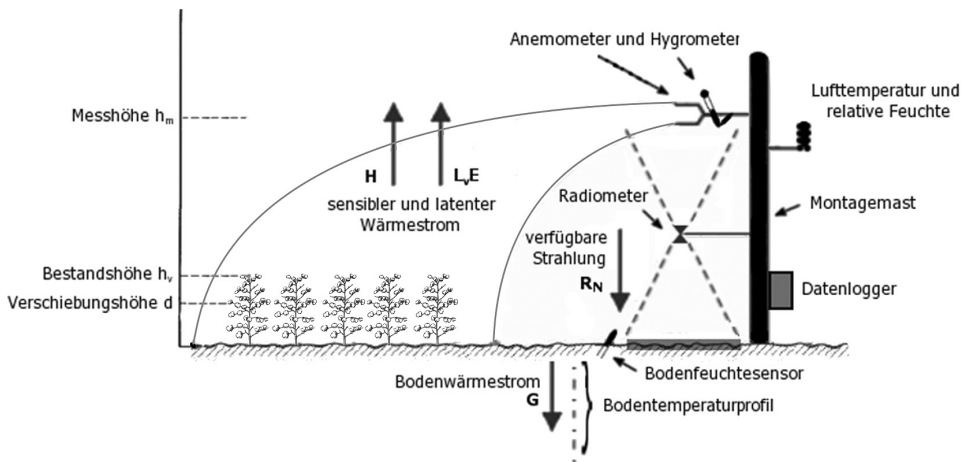 Anemometer und Hygrometer
Lufttemperatur und
relative Feuchte
Messhöhe hm
H
LvE
sensibler und latenter
Wärmestrom
Radiometer
Montagemast
verfügbare
Strahlung
RN
Bestandshöhe hv
Verschiebungshöhe d
Datenlogger
Bodenwärmestrom
G
Bodenfeuchtesensor
Bodentemperaturprofil